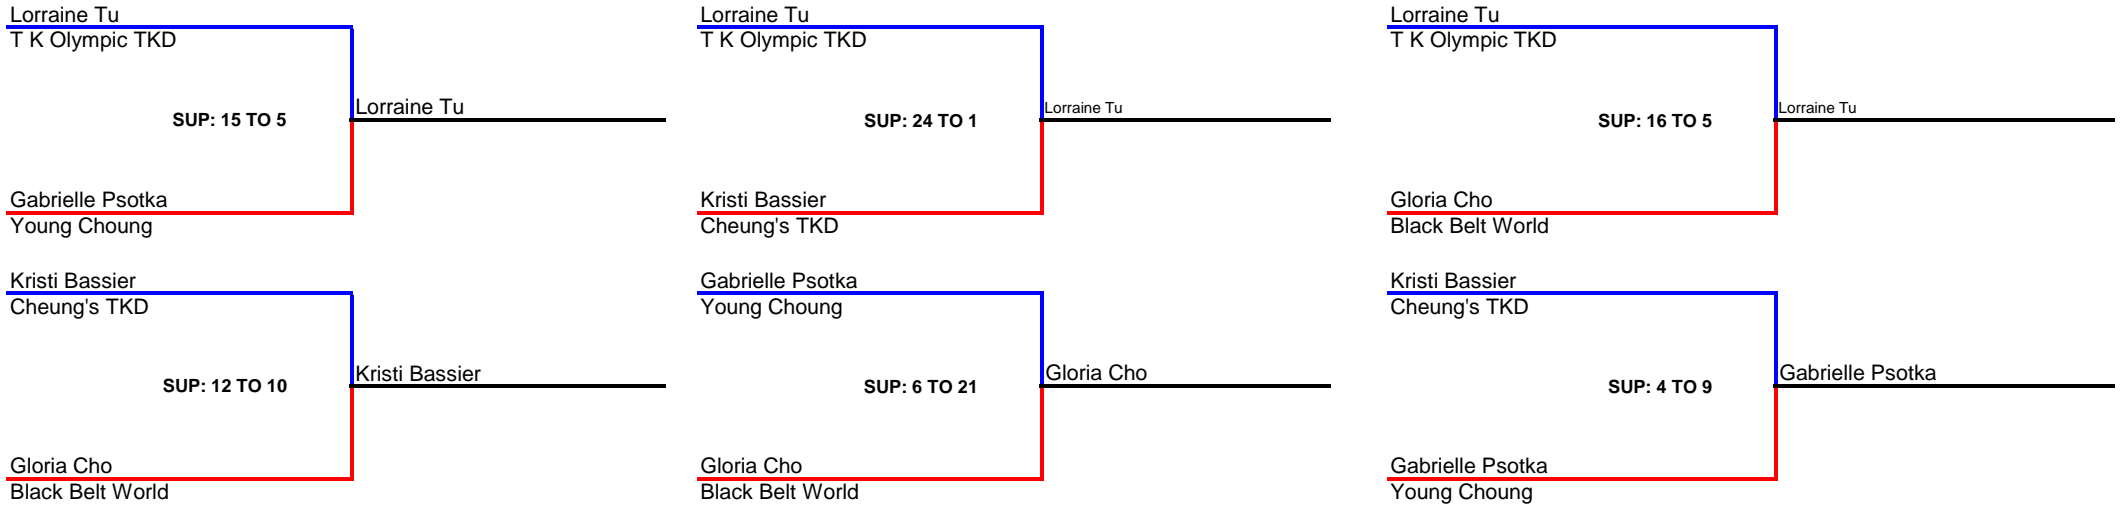 Lorraine Tu
T K Olympic TKD
SUP: 15 TO 5
Lorraine Tu
Gabrielle Psotka
Young Choung
Lorraine Tu
T K Olympic TKD
SUP: 24 TO 1
Lorraine Tu
Kristi Bassier
Cheung's TKD
Lorraine Tu
T K Olympic TKD
SUP: 16 TO 5
Lorraine Tu
Gloria Cho
Black Belt World
Kristi Bassier
Cheung's TKD
SUP: 12 TO 10
Kristi Bassier
Gloria Cho
Black Belt World
Gabrielle Psotka
Young Choung
SUP: 6 TO 21
Gloria Cho
Gloria Cho
Black Belt World
Kristi Bassier
Cheung's TKD
SUP: 4 TO 9
Gabrielle Psotka
Gabrielle Psotka
Young Choung